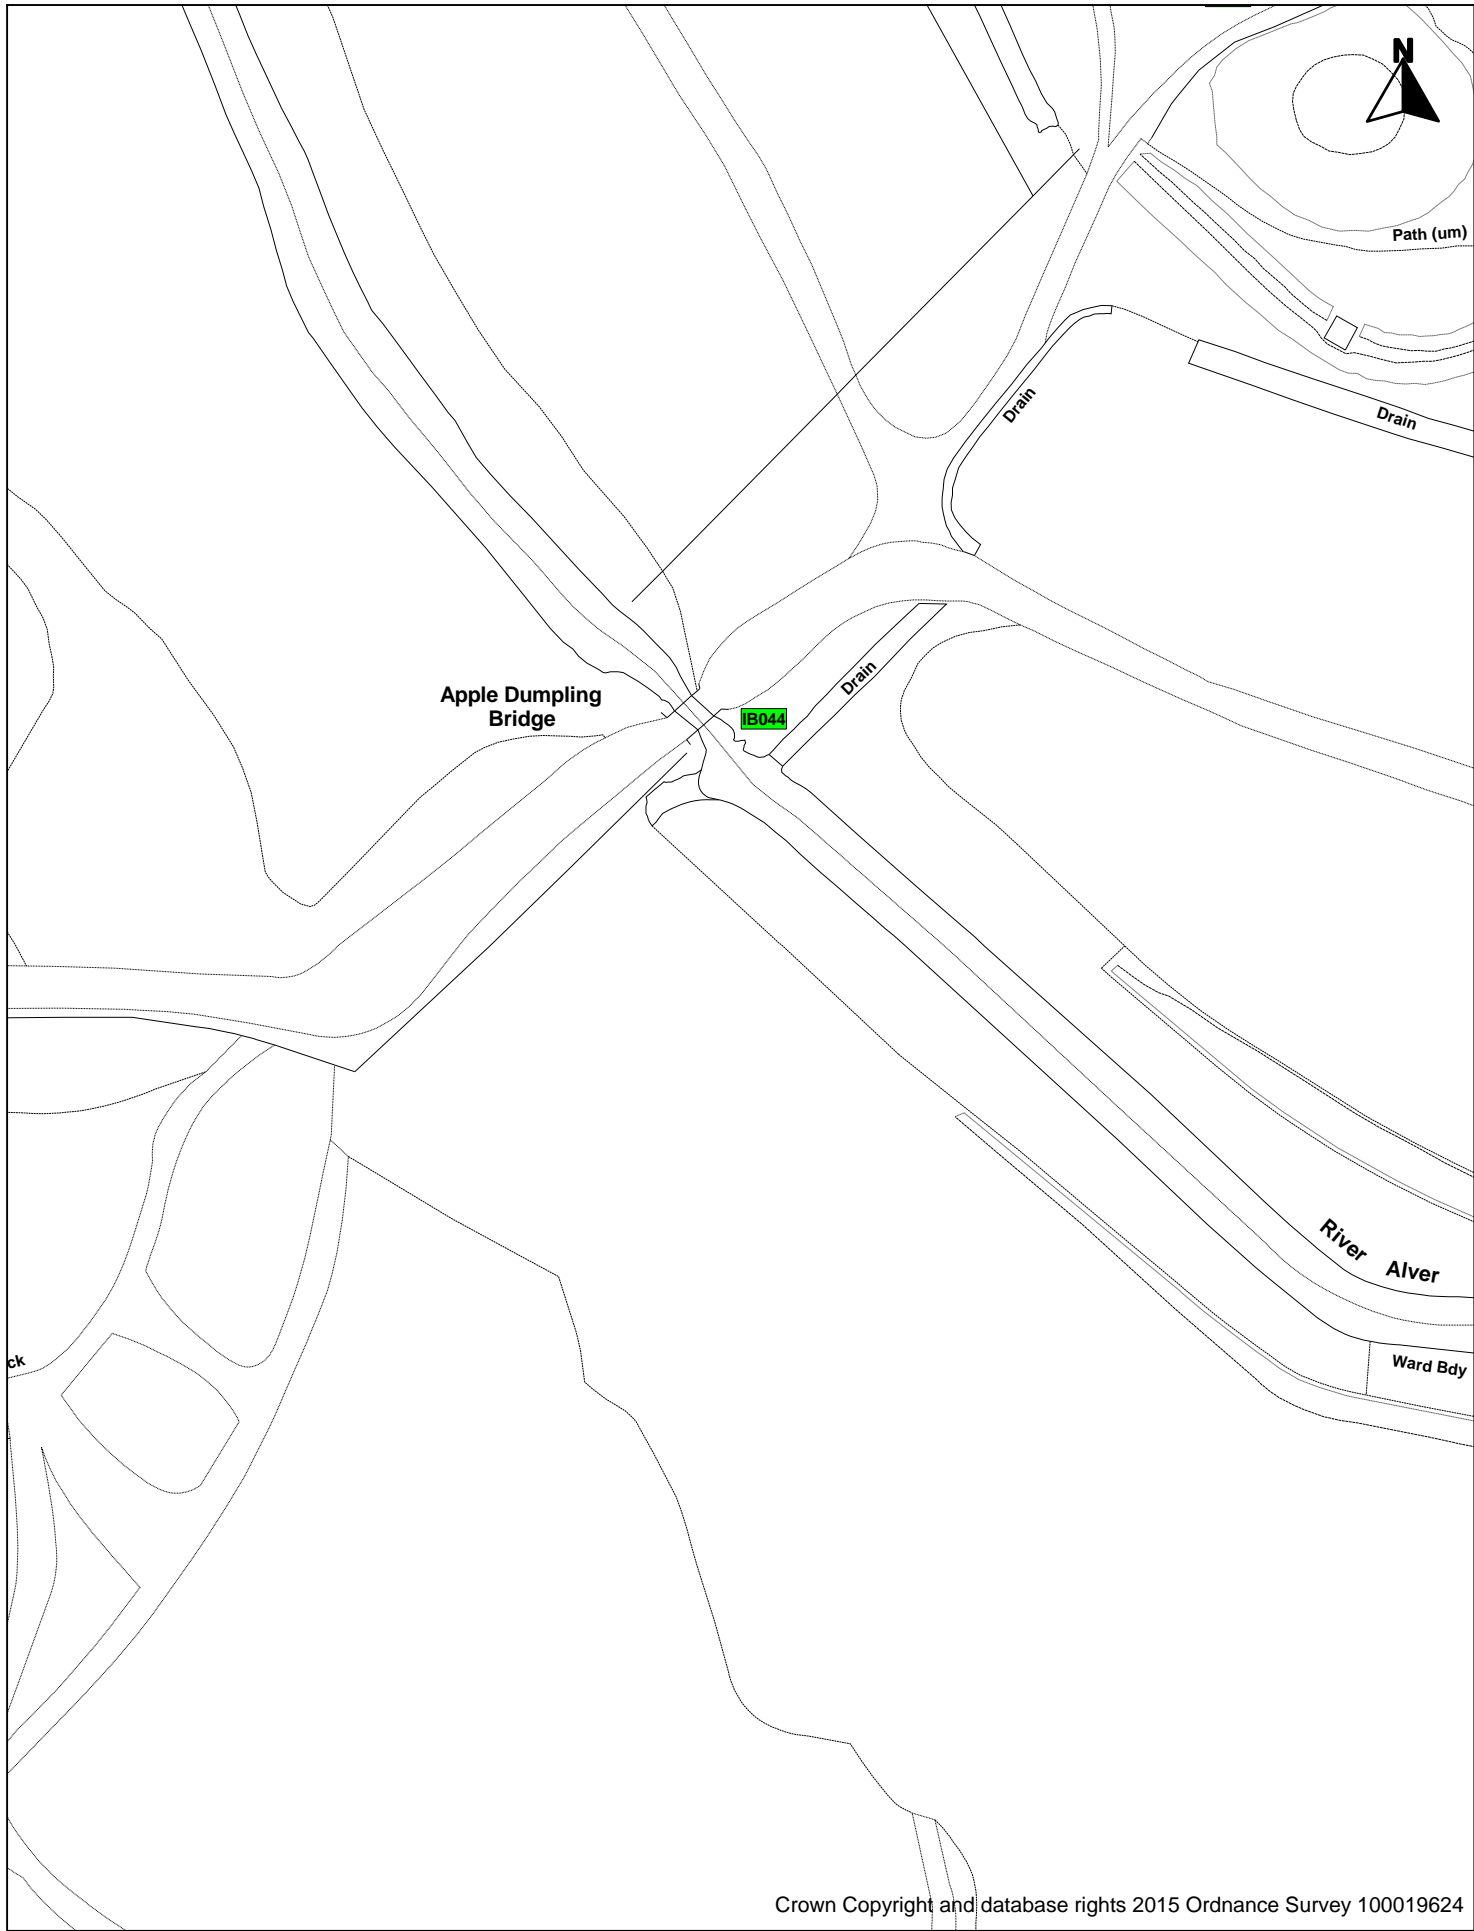 N
Path (um)
Drain
Drain
Drain
Apple Dumpling
Bridge
IB044
River Alver
ck
Ward Bdy
Crown Copyright and database rights 2015 Ordnance Survey 100019624